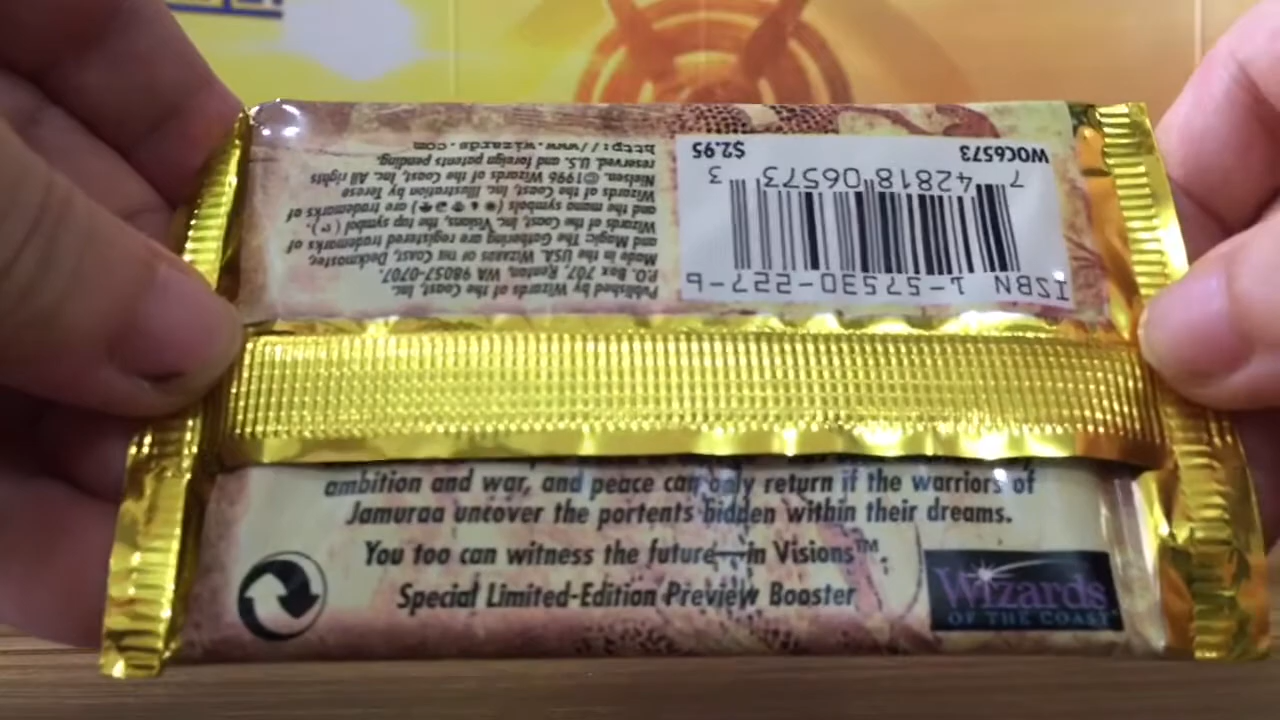 ambition and war, and peace can only return if the warriors of
Jamuraa uncover the portents hidden within their dreams.
You too can witness the future—in Visions™.
Special Limited-Edition Preview Booster
Wizards
OF THE COAST
ISBN 1-57530-227-6
7 42818 06573 3
WOC6573 $2.95
Published by Wizards of the Coast, Inc.
P.O. Box 707, Renton, WA 98057-0707.
Made in the USA. WIZARDS OF THE COAST, Deckmaster,
and Magic: The Gathering are registered trademarks of
Wizards of the Coast, Inc. Visions, the tap symbol ( ),
and the mana symbols ( ) are trademarks of
Wizards of the Coast, Inc. Illustration by Terese
Nielsen. ©1996 Wizards of the Coast, Inc. All rights
reserved. U.S. and foreign patents pending.
http://www.wizards.com